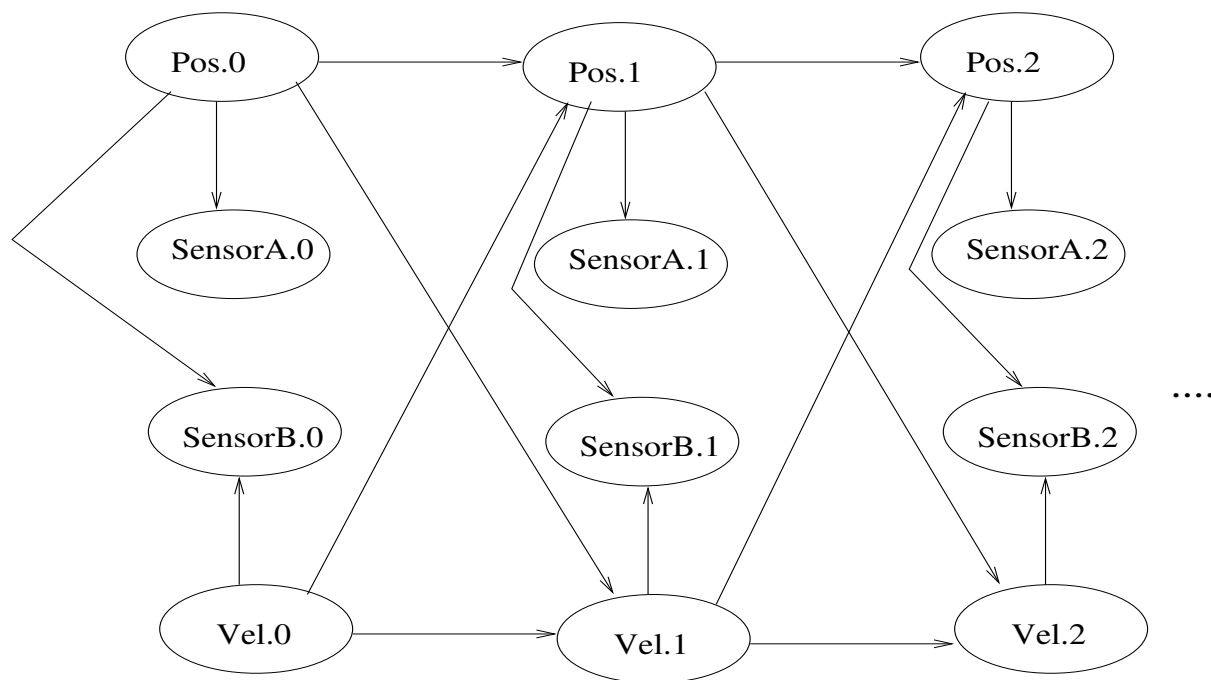 Pos.0
Pos.1
Pos.2
SensorA.0
SensorA.1
SensorA.2
SensorB.0
SensorB.1
SensorB.2
....
Vel.0
Vel.1
Vel.2